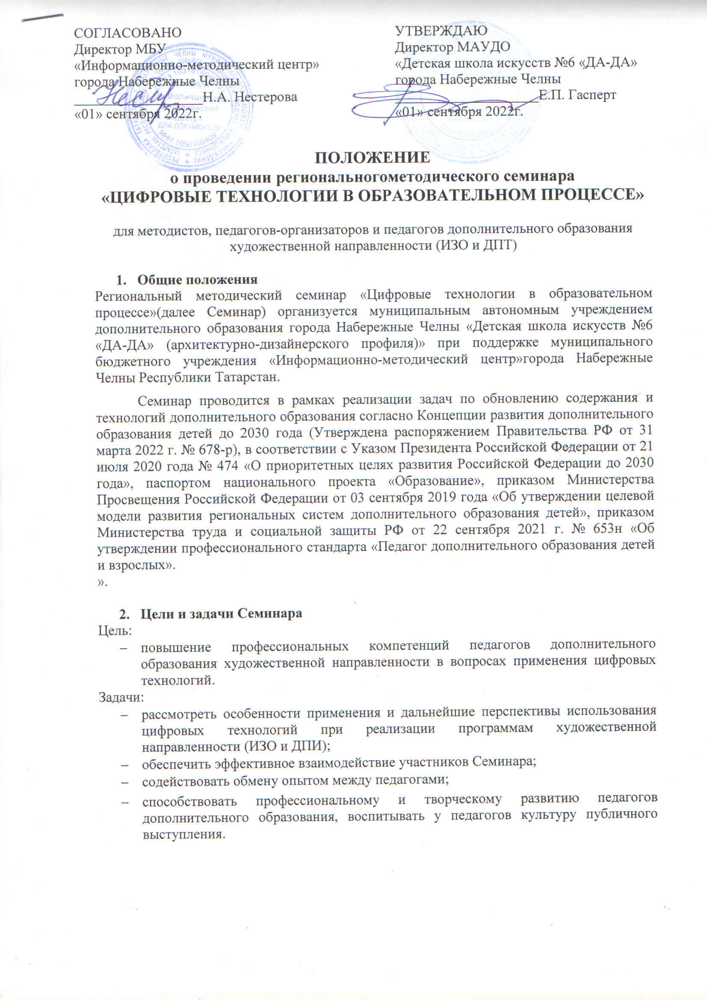 СОГЛАСОВАНО
Директор МБУ
«Информационно-методический центр»
города Набережные Челны
Н.А. Нестерова
«01» сентября 2022г.
УТВЕРЖДАЮ
Директор МАУДО
«Детская школа искусств №6 «ДА-ДА»
города Набережные Челны
Е.П. Гасперт
«01» сентября 2022г.
ПОЛОЖЕНИЕ
о проведении региональногометодического семинара
«ЦИФРОВЫЕ ТЕХНОЛОГИИ В ОБРАЗОВАТЕЛЬНОМ ПРОЦЕССЕ»
для методистов, педагогов-организаторов и педагогов дополнительного образования
художественной направленности (ИЗО и ДПТ)
1. Общие положения
Региональный методический семинар «Цифровые технологии в образовательном
процессе»(далее Семинар) организуется муниципальным автономным учреждением
дополнительного образования города Набережные Челны «Детская школа искусств №6
«ДА-ДА» (архитектурно-дизайнерского профиля)» при поддержке муниципального
бюджетного учреждения «Информационно-методический центр»города Набережные
Челны Республики Татарстан.
Семинар проводится в рамках реализации задач по обновлению содержания и
технологий дополнительного образования согласно Концепции развития дополнительного
образования детей до 2030 года (Утверждена распоряжением Правительства РФ от 31
марта 2022 г. № 678-р), в соответствии с Указом Президента Российской Федерации от 21
июля 2020 года № 474 «О приоритетных целях развития Российской Федерации до 2030
года», паспортом национального проекта «Образование», приказом Министерства
Просвещения Российской Федерации от 03 сентября 2019 года «Об утверждении целевой
модели развития региональных систем дополнительного образования детей», приказом
Министерства труда и социальной защиты РФ от 22 сентября 2021 г. № 653н «Об
утверждении профессионального стандарта «Педагог дополнительного образования детей
и взрослых».
».
2. Цели и задачи Семинара
Цель:
– повышение профессиональных компетенций педагогов дополнительного
образования художественной направленности в вопросах применения цифровых
технологий.
Задачи:
– рассмотреть особенности применения и дальнейшие перспективы использования
цифровых технологий при реализации программам художественной
направленности (ИЗО и ДПИ);
– обеспечить эффективное взаимодействие участников Семинара;
– содействовать обмену опытом между педагогами;
– способствовать профессиональному и творческому развитию педагогов
дополнительного образования, воспитывать у педагогов культуру публичного
выступления.